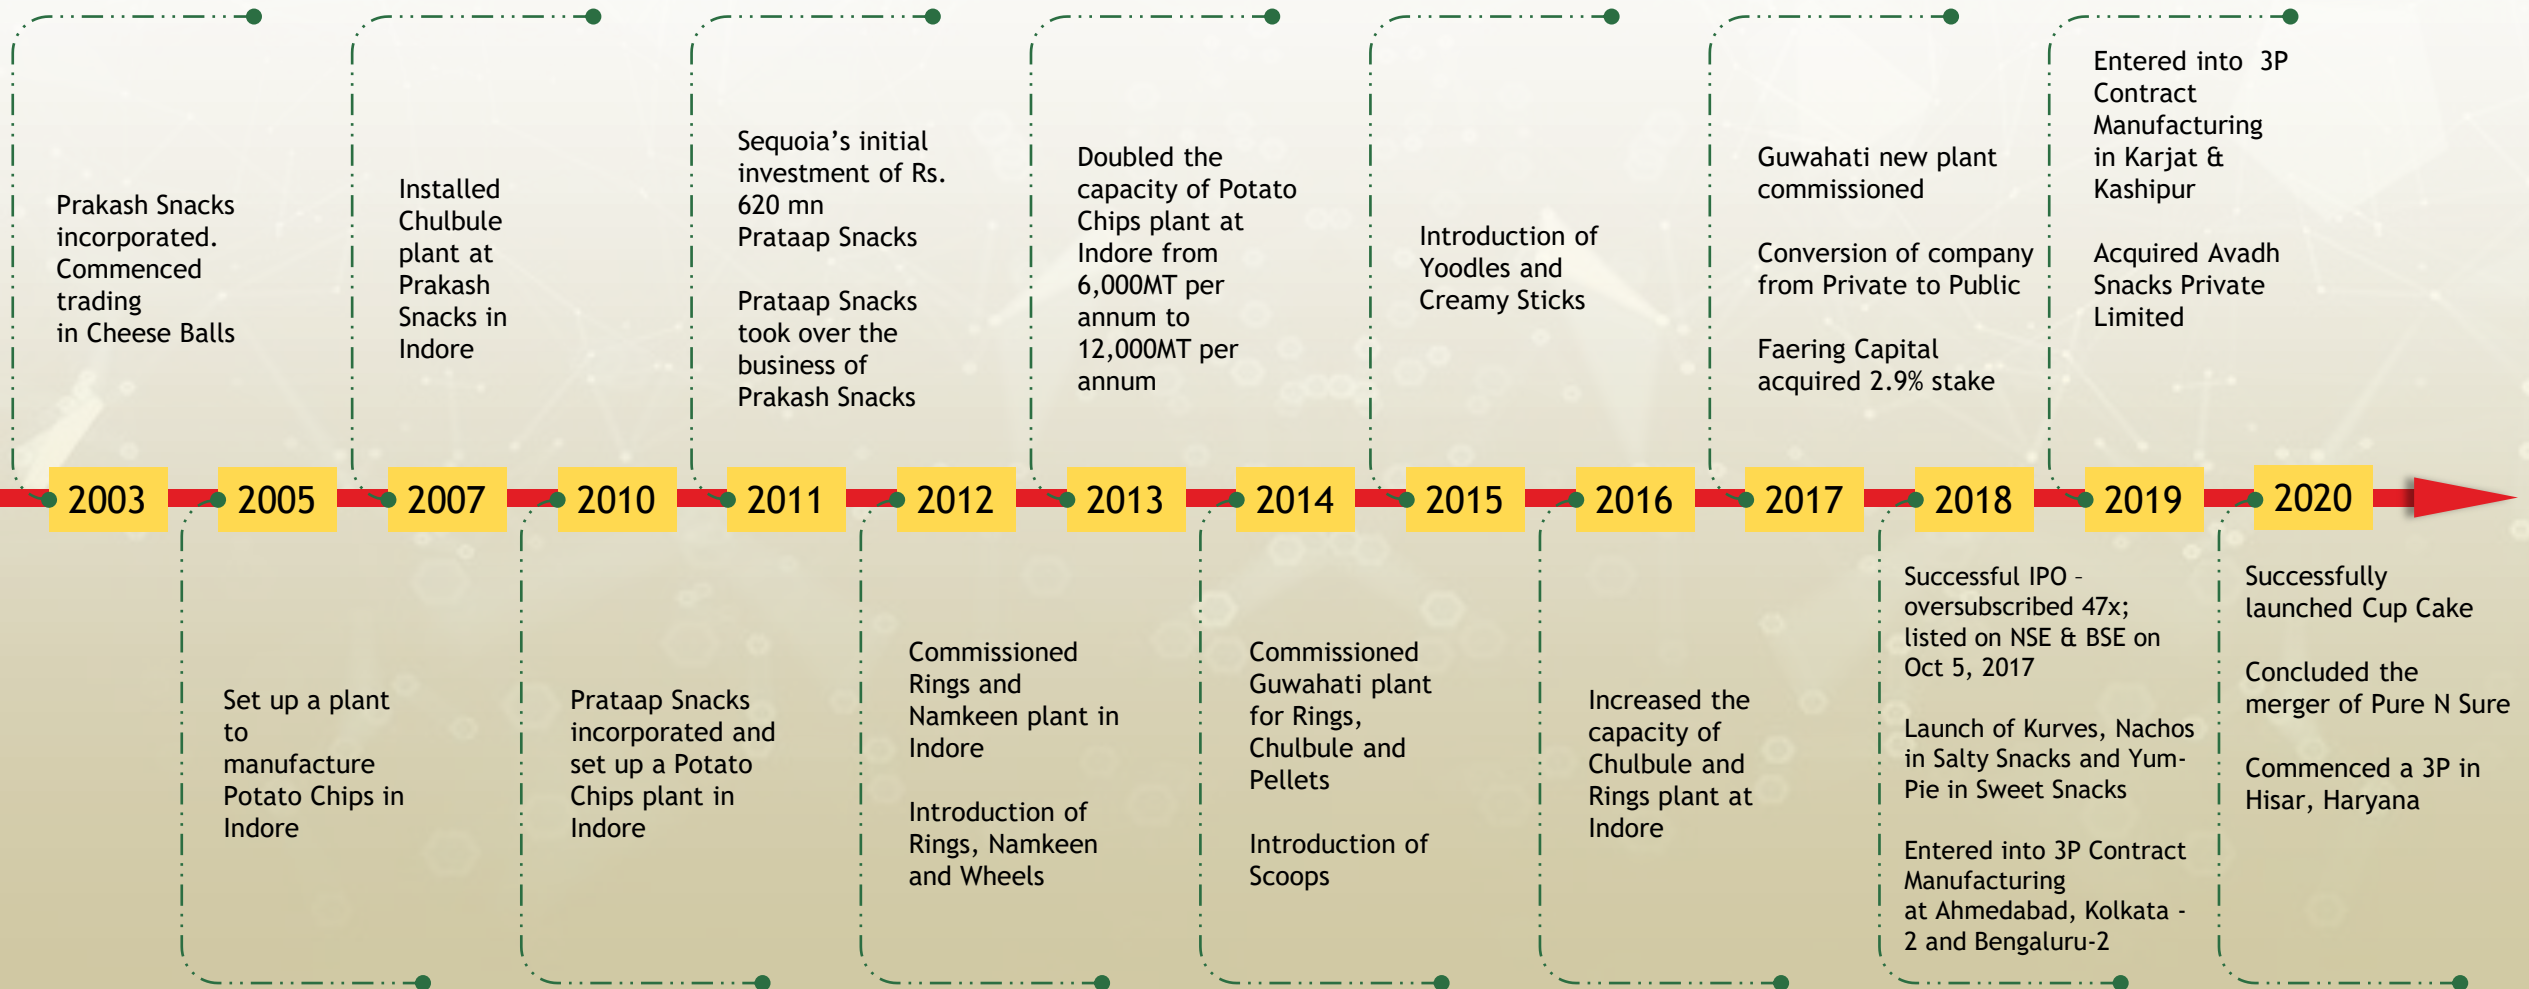 Prakash Snacks
incorporated.
Commenced
trading
in Cheese Balls
Installed
Chulbule
plant at
Prakash
Snacks in
Indore
Sequoia’s initial
investment of Rs.
620 mn
Prataap Snacks
Prataap Snacks
took over the
business of
Prakash Snacks
Doubled the
capacity of Potato
Chips plant at
Indore from
6,000MT per
annum to
12,000MT per
annum
Introduction of
Yoodles and
Creamy Sticks
Guwahati new plant
commissioned
Conversion of company
from Private to Public
Faering Capital
acquired 2.9% stake
Entered into 3P
Contract
Manufacturing
in Karjat &
Kashipur
Acquired Avadh
Snacks Private
Limited
2003 2005 2007 2010 2011 2012 2013 2014 2015 2016 2017 2018 2019 2020
Set up a plant
to
manufacture
Potato Chips in
Indore
Prataap Snacks
incorporated and
set up a Potato
Chips plant in
Indore
Commissioned
Rings and
Namkeen plant in
Indore
Introduction of
Rings, Namkeen
and Wheels
Commissioned
Guwahati plant
for Rings,
Chulbule and
Pellets
Introduction of
Scoops
Increased the
capacity of
Chulbule and
Rings plant at
Indore
Successful IPO –
oversubscribed 47x;
listed on NSE & BSE on
Oct 5, 2017
Launch of Kurves, Nachos
in Salty Snacks and Yum-
Pie in Sweet Snacks
Entered into 3P Contract
Manufacturing
at Ahmedabad, Kolkata -
2 and Bengaluru-2
Successfully
launched Cup Cake
Concluded the
merger of Pure N Sure
Commenced a 3P in
Hisar, Haryana